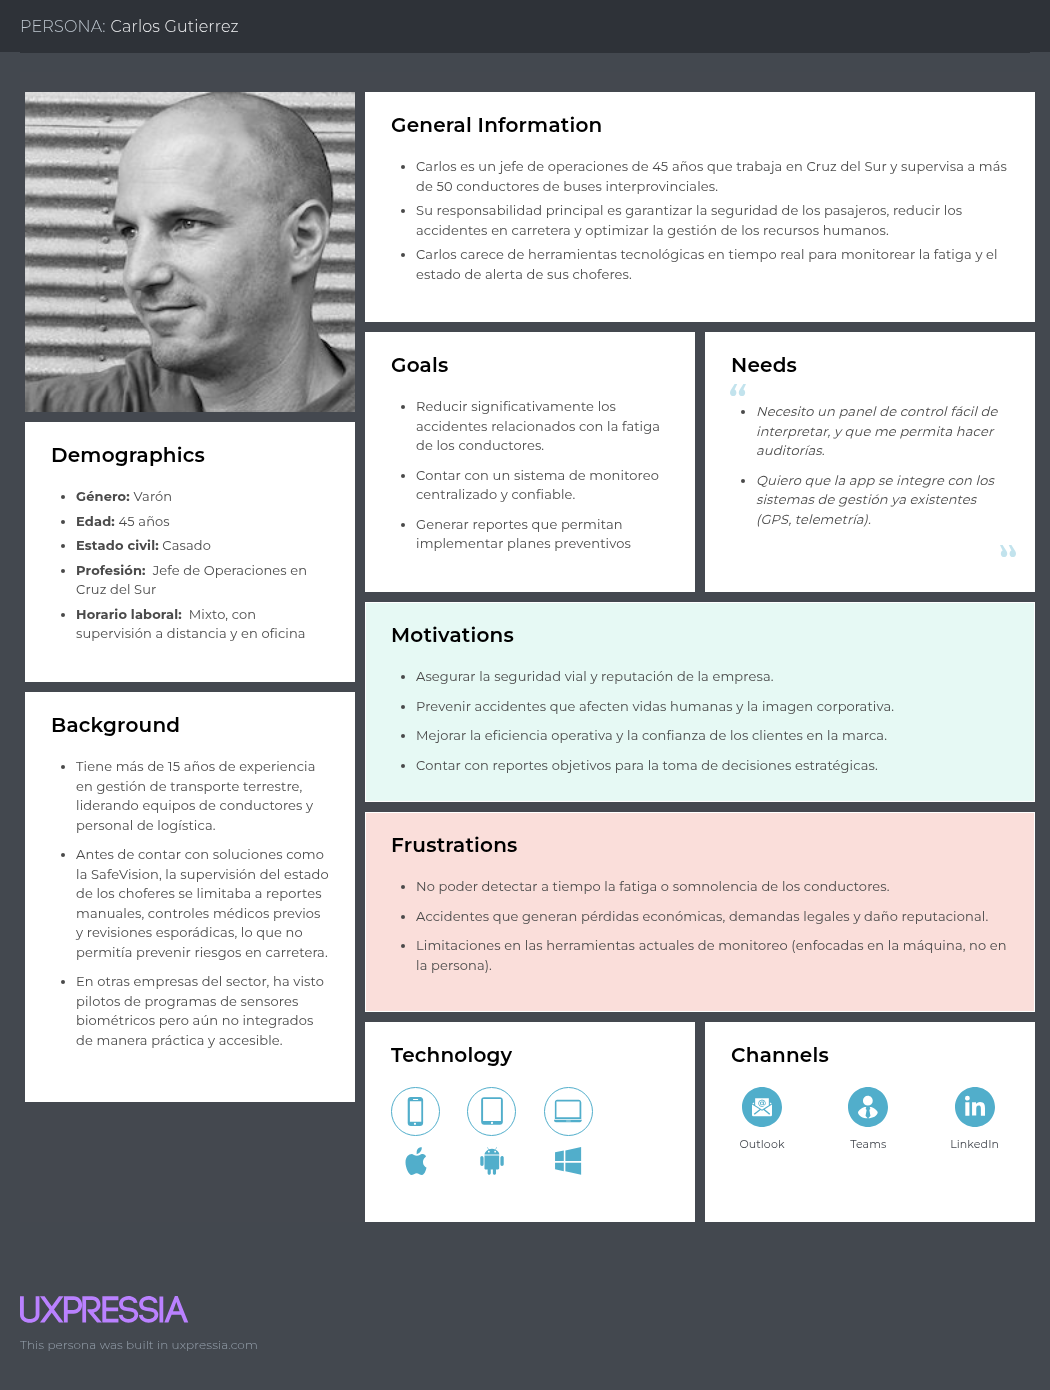 PERSONA: Carlos Gutierrez
General Information
• Carlos es un jefe de operaciones de 45 años que trabaja en Cruz del Sur y supervisa a más
de 50 conductores de buses interprovinciales.
• Su responsabilidad principal es garantizar la seguridad de los pasajeros, reducir los
accidentes en carretera y optimizar la gestión de los recursos humanos.
• Carlos carece de herramientas tecnológicas en tiempo real para monitorear la fatiga y el
estado de alerta de sus choferes.
Goals
• Reducir significativamente los
accidentes relacionados con la fatiga
de los conductores.
• Contar con un sistema de monitoreo
centralizado y confiable.
• Generar reportes que permitan
implementar planes preventivos
Needs
“
• Necesito un panel de control fácil de
interpretar, y que me permita hacer
auditorías.
• Quiero que la app se integre con los
sistemas de gestión ya existentes
(GPS, telemetría).
”
Demographics
• Género: Varón
• Edad: 45 años
• Estado civil: Casado
• Profesión: Jefe de Operaciones en
Cruz del Sur
• Horario laboral: Mixto, con
supervisión a distancia y en oficina
Background
• Tiene más de 15 años de experiencia
en gestión de transporte terrestre,
liderando equipos de conductores y
personal de logística.
• Antes de contar con soluciones como
la SafeVision, la supervisión del estado
de los choferes se limitaba a reportes
manuales, controles médicos previos
y revisiones esporádicas, lo que no
permitía prevenir riesgos en carretera.
• En otras empresas del sector, ha visto
pilotos de programas de sensores
biométricos pero aún no integrados
de manera práctica y accesible.
Motivations
• Asegurar la seguridad vial y reputación de la empresa.
• Prevenir accidentes que afecten vidas humanas y la imagen corporativa.
• Mejorar la eficiencia operativa y la confianza de los clientes en la marca.
• Contar con reportes objetivos para la toma de decisiones estratégicas.
Frustrations
• No poder detectar a tiempo la fatiga o somnolencia de los conductores.
• Accidentes que generan pérdidas económicas, demandas legales y daño reputacional.
• Limitaciones en las herramientas actuales de monitoreo (enfocadas en la máquina, no en
la persona).
Technology
Channels
Outlook
Teams
LinkedIn
UXPRESSIA
This persona was built in uxpressia.com